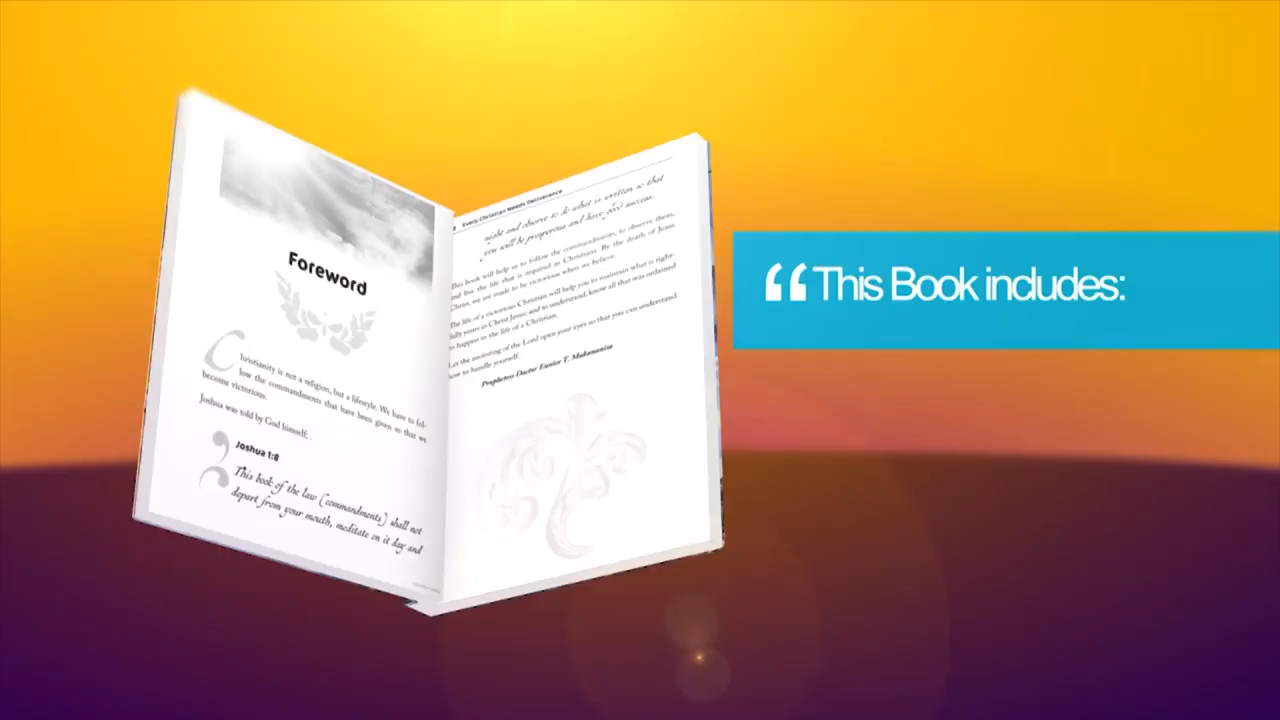 Foreword
Christianity is not a religion, but a lifestyle. We have to fol-
low the commandments that have been given so that we
become victorious.
Joshua was told by God himself, .
Joshua 1:8
This book of the law (commandments) shall not
depart from your mouth, meditate on it day and
Every Christian Needs Deliverance
night and observe to do what is written so that
you will be prosperous and have good success.
This book will help us to follow the commandments, to observe them,
and live the life that is required as Christians. By the death of Jesus
Christ, we are made to be victorious when we believe.
The life of a victorious Christian will help you to maintain what is right-
fully yours in Christ Jesus; and to understand, know all that was ordained
to happen to the life of a Christian.
Let the anointing of the Lord open your eyes so that you can understand
how to handle yourself.
Prophetess Doctor Eunice T. Makananisa
“This Book includes: